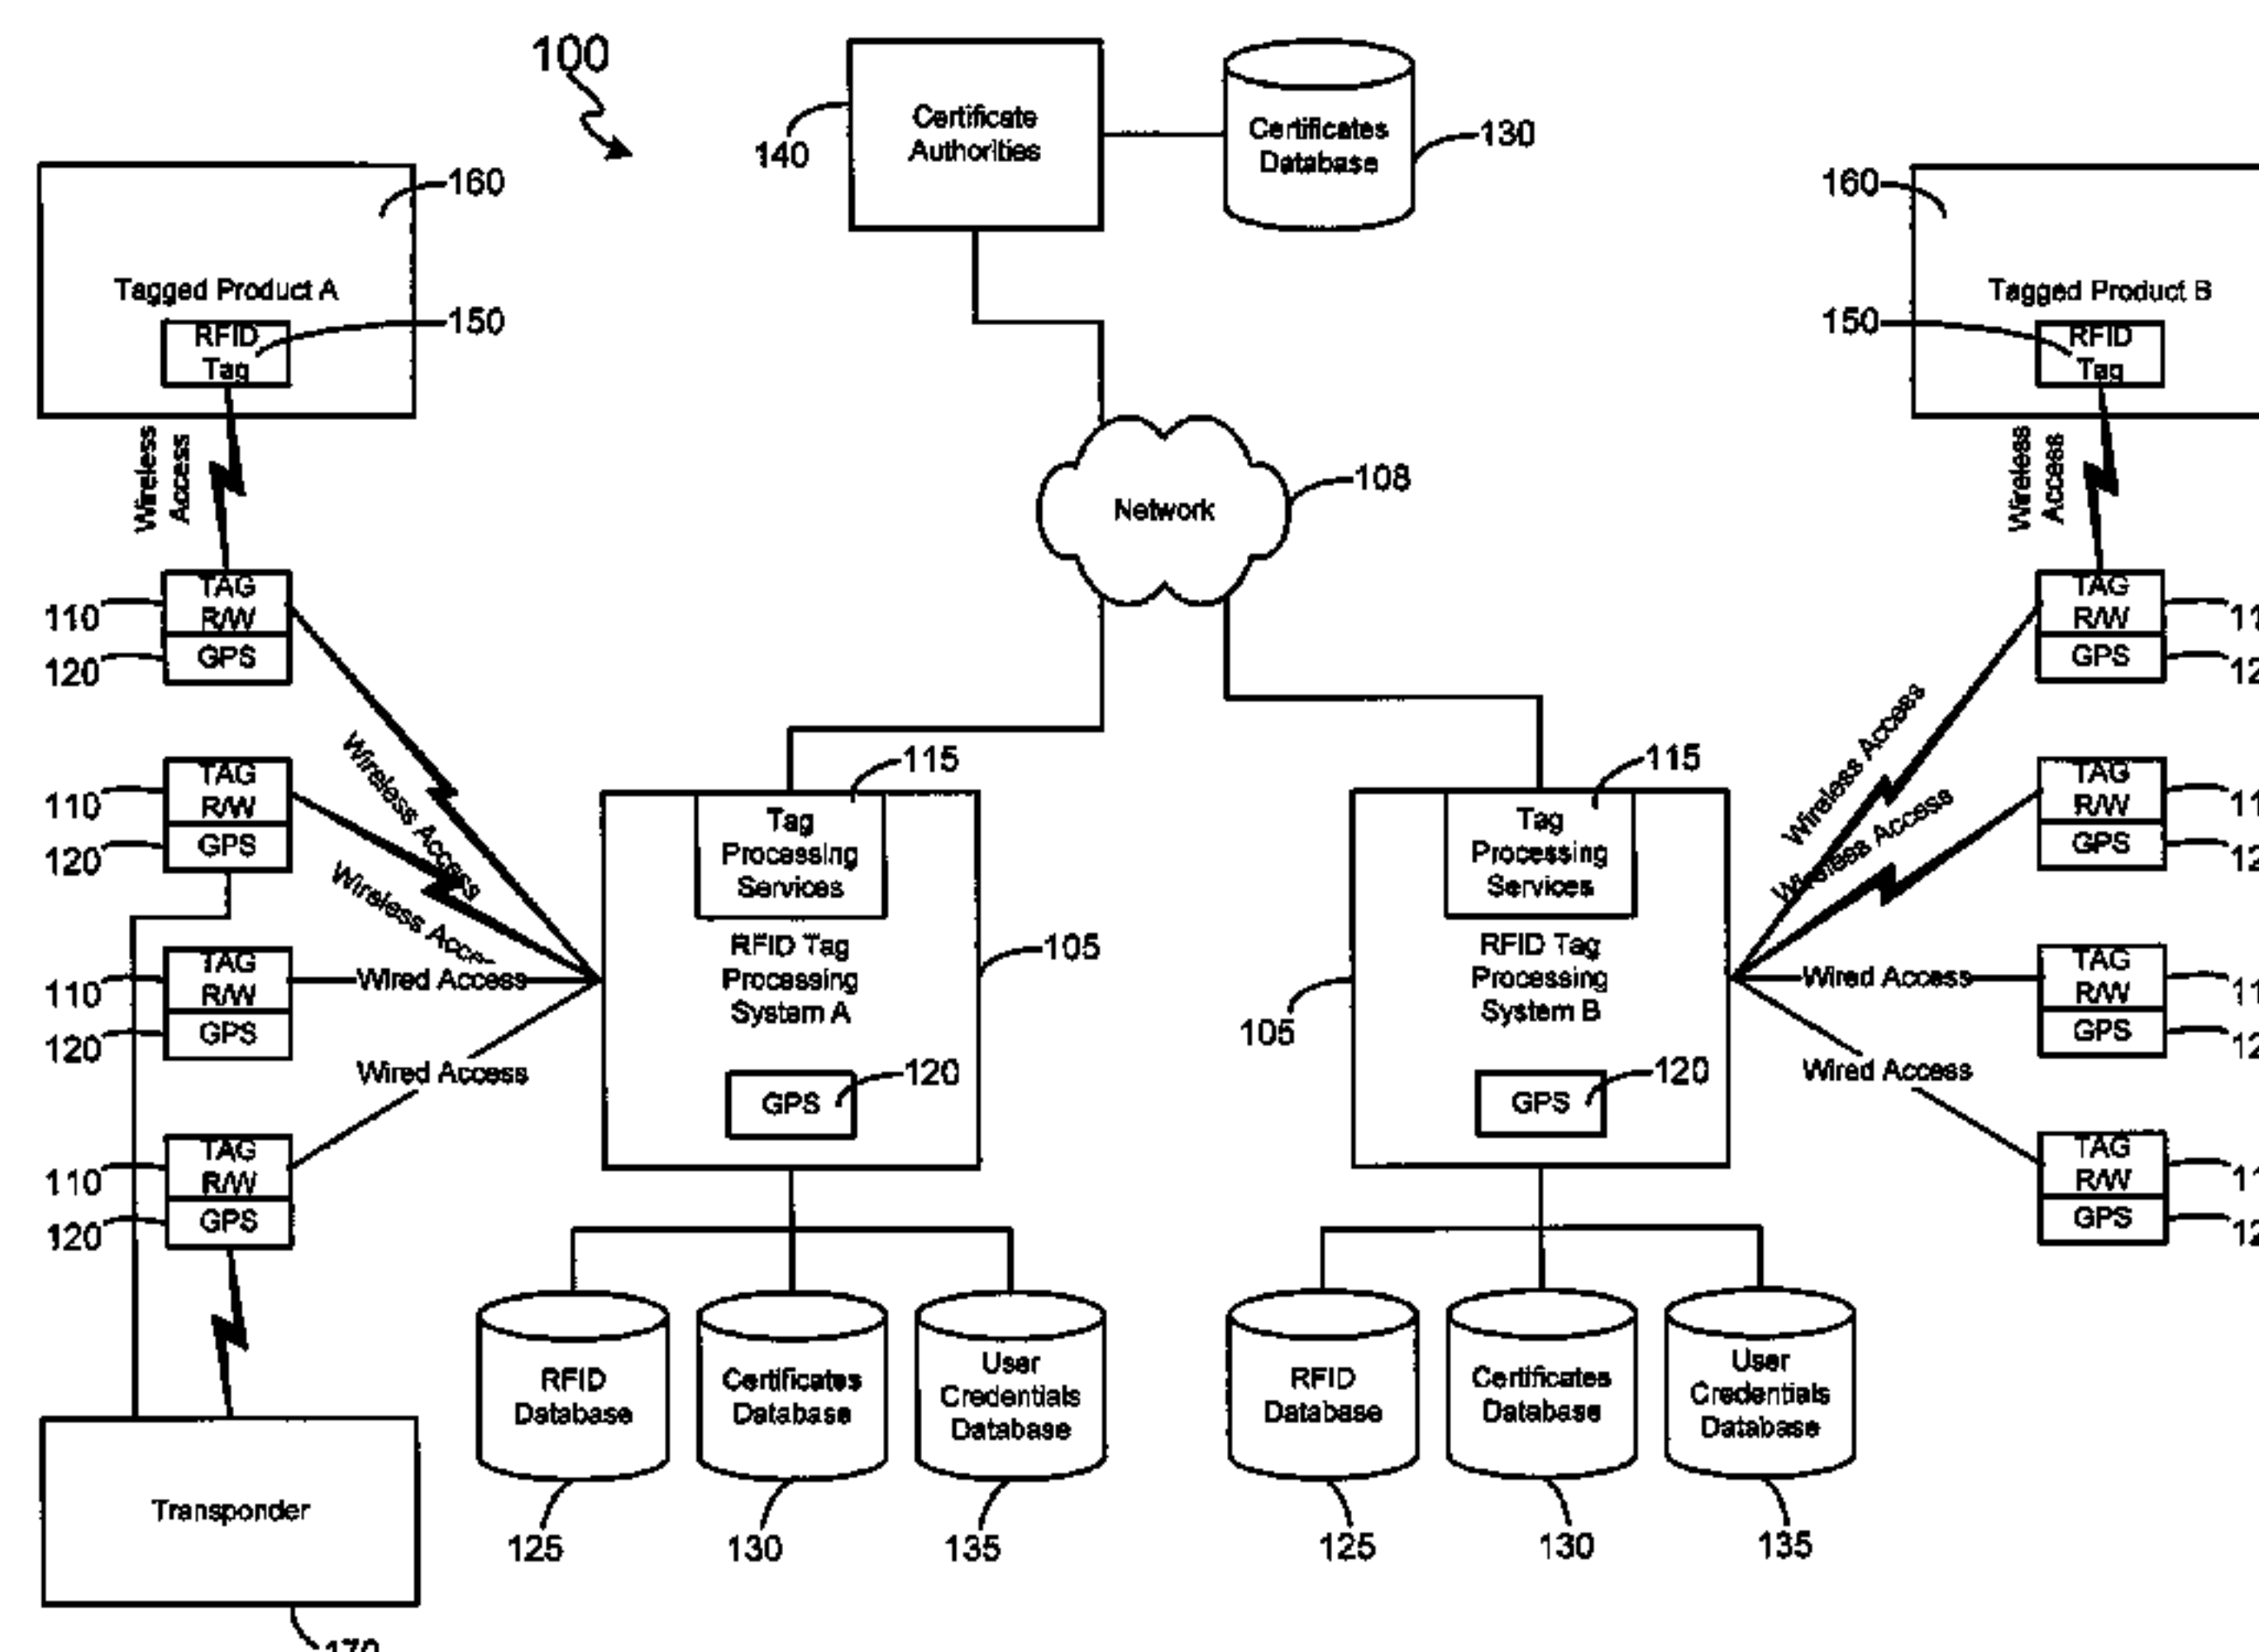 100
Certificate
Authorities
140
Certificates
Database
130
160
Tagged Product A
RFID
Tag
150
Wireless
Access
160
Tagged Product B
RFID
Tag
150
Wireless
Access
Network
108
TAG
R/W
GPS
110
120
TAG
R/W
GPS
110
120
TAG
R/W
GPS
110
120
TAG
R/W
GPS
110
120
Wireless Access
Wireless
Wired Access
Wired Access
115
Tag
Processing
Services
RFID Tag
Processing
System A
105
GPS
120
115
Tag
Processing
Services
RFID Tag
Processing
System B
105
GPS
120
Wireless Access
Wireless Access
Wired Access
Wired Access
TAG
R/W
GPS
TAG
R/W
GPS
TAG
R/W
GPS
TAG
R/W
GPS
RFID
Database
125
Certificates
Database
130
User
Credentials
Database
135
RFID
Database
125
Certificates
Database
130
User
Credentials
Database
135
Transponder
170